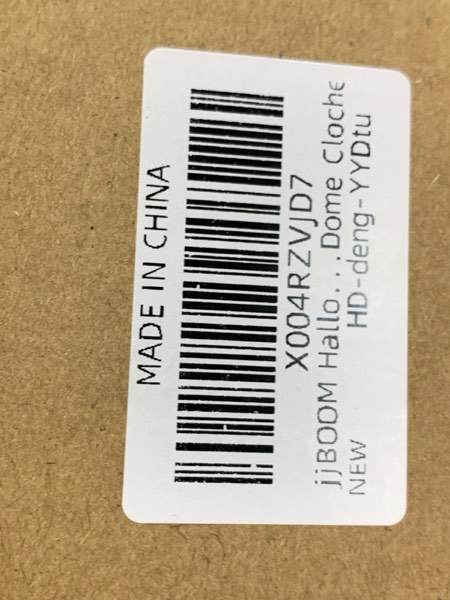 MADE IN CHINA
X004RZVJD7
jjBOOM Hallo....Dome Cloche
NEW HD-deng-YYDtu